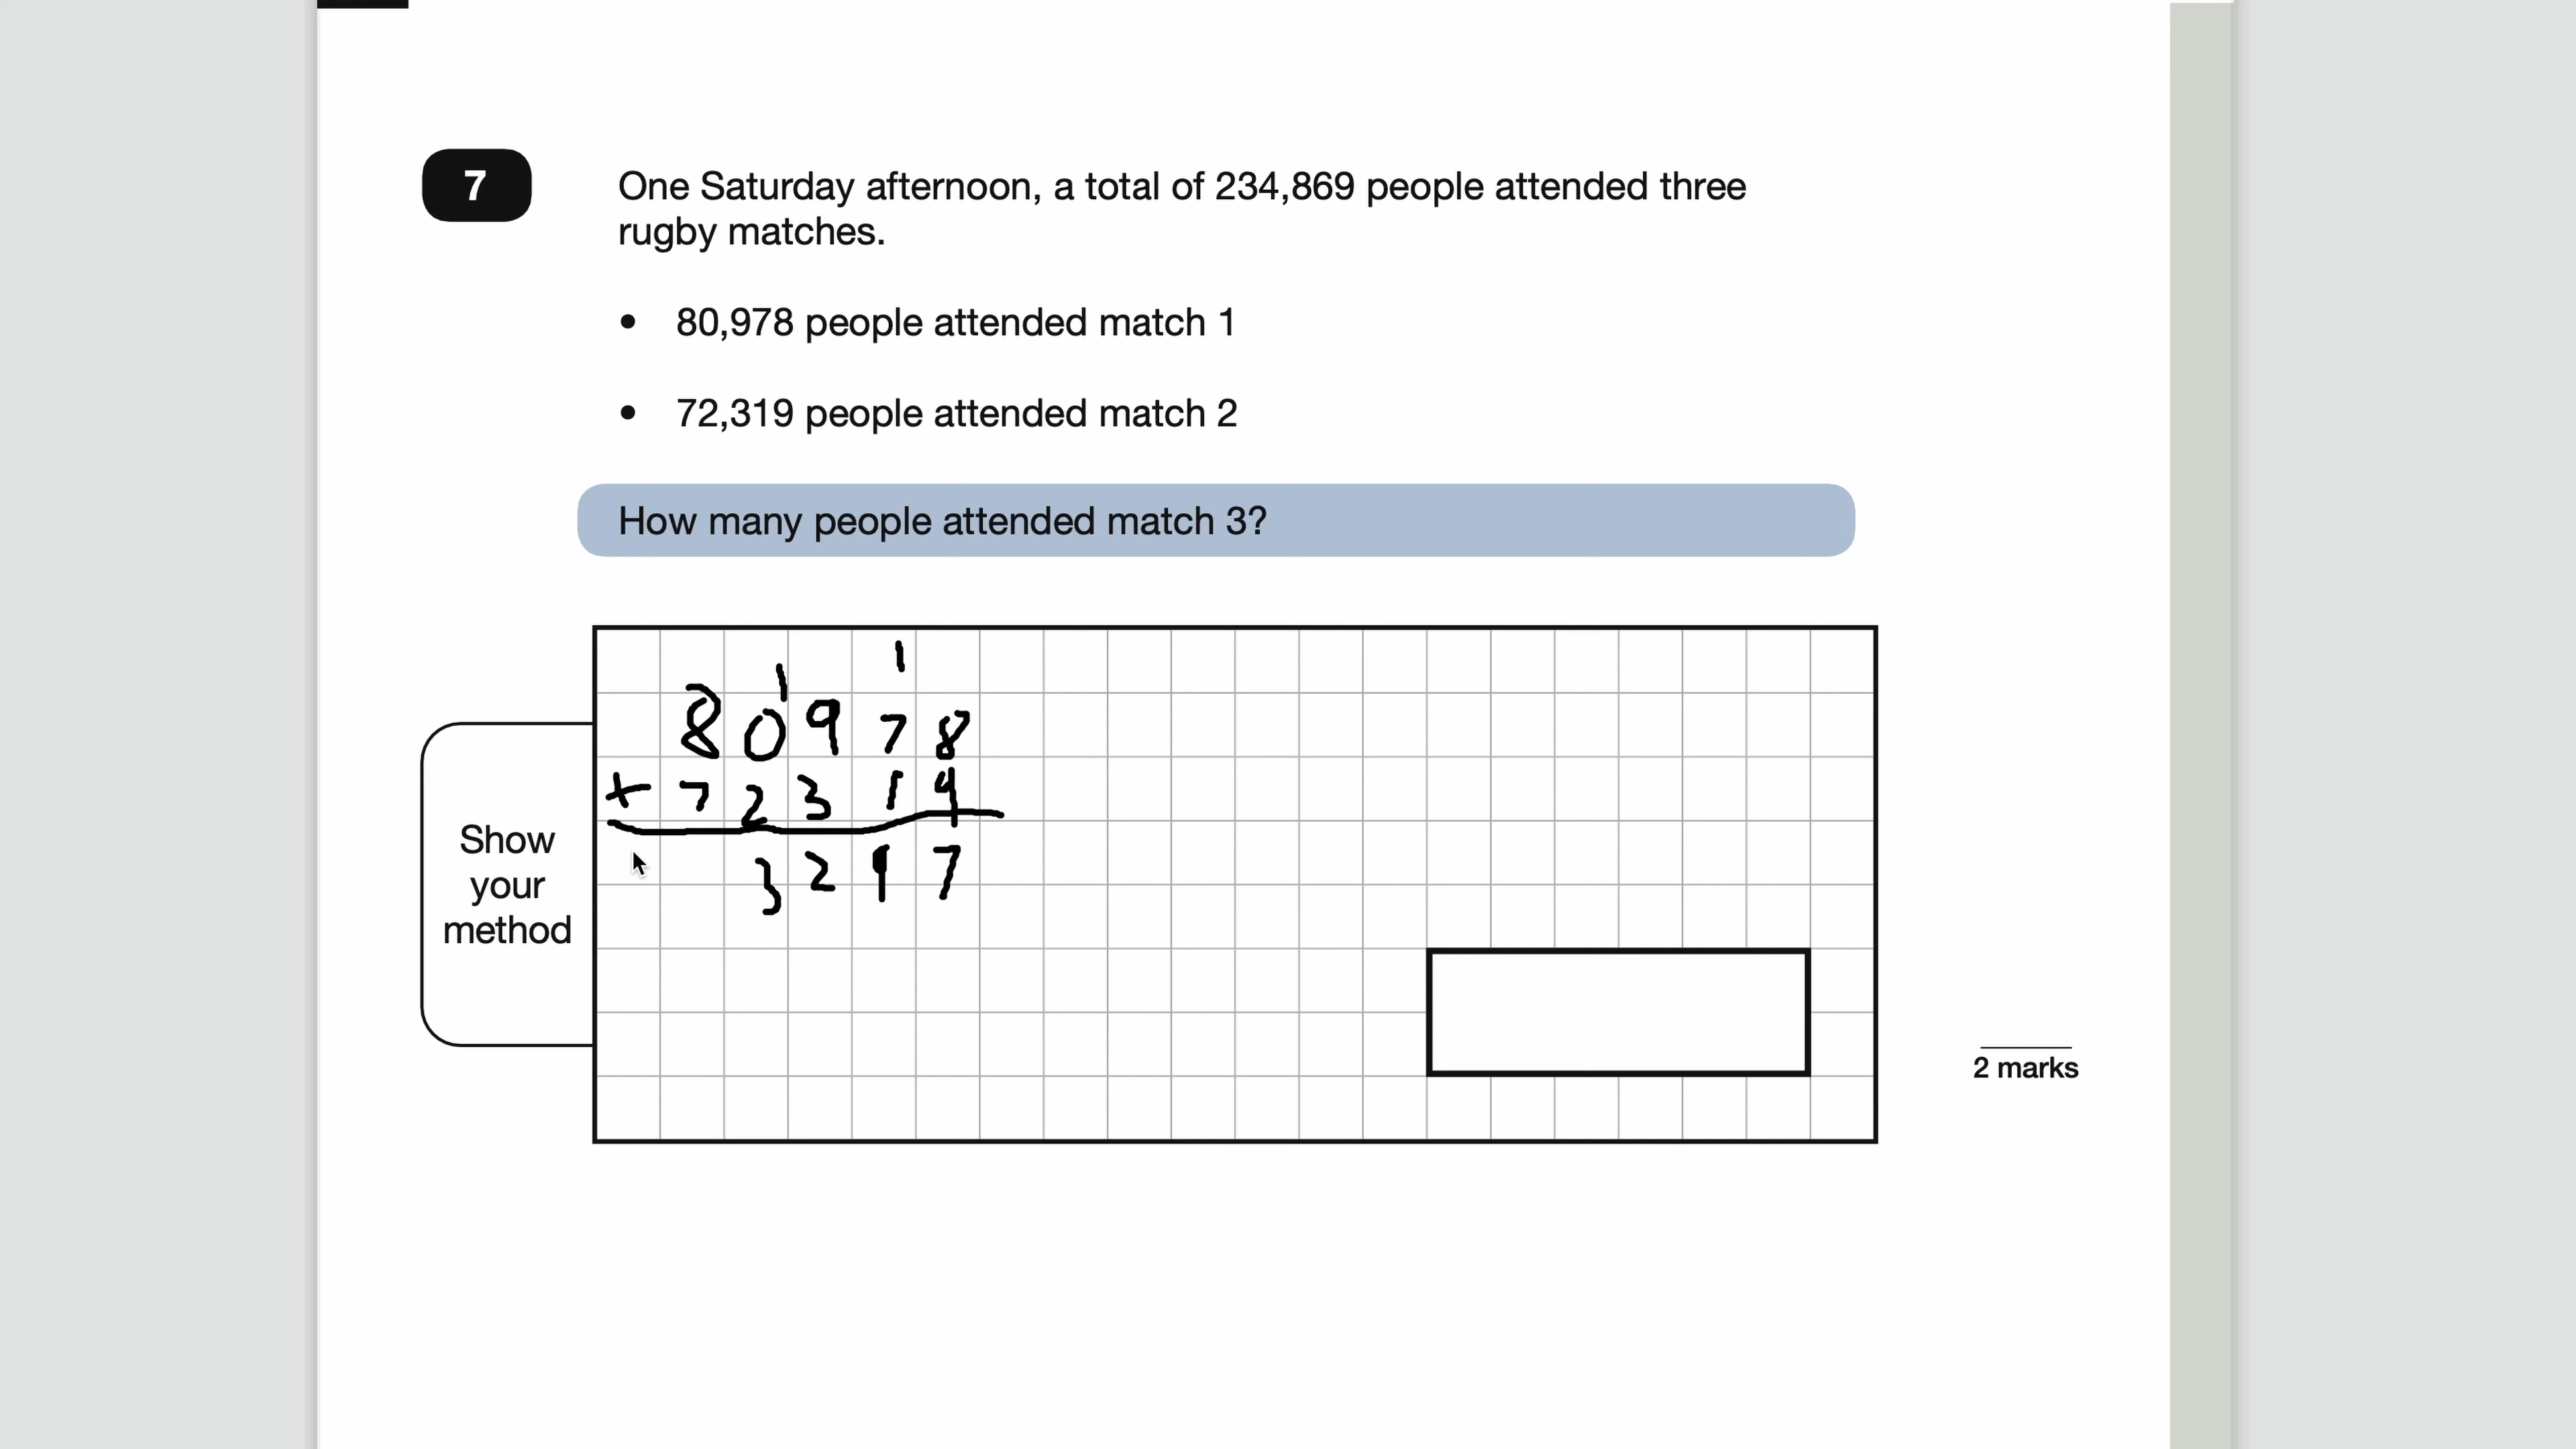 7
One Saturday afternoon, a total of 234,869 people attended three
rugby matches.
• 80,978 people attended match 1
• 72,319 people attended match 2
How many people attended match 3?
Show
your
method
1 1
8 0 9 7 8
+ 7 2 3 1 9
3 2 9 7
2 marks